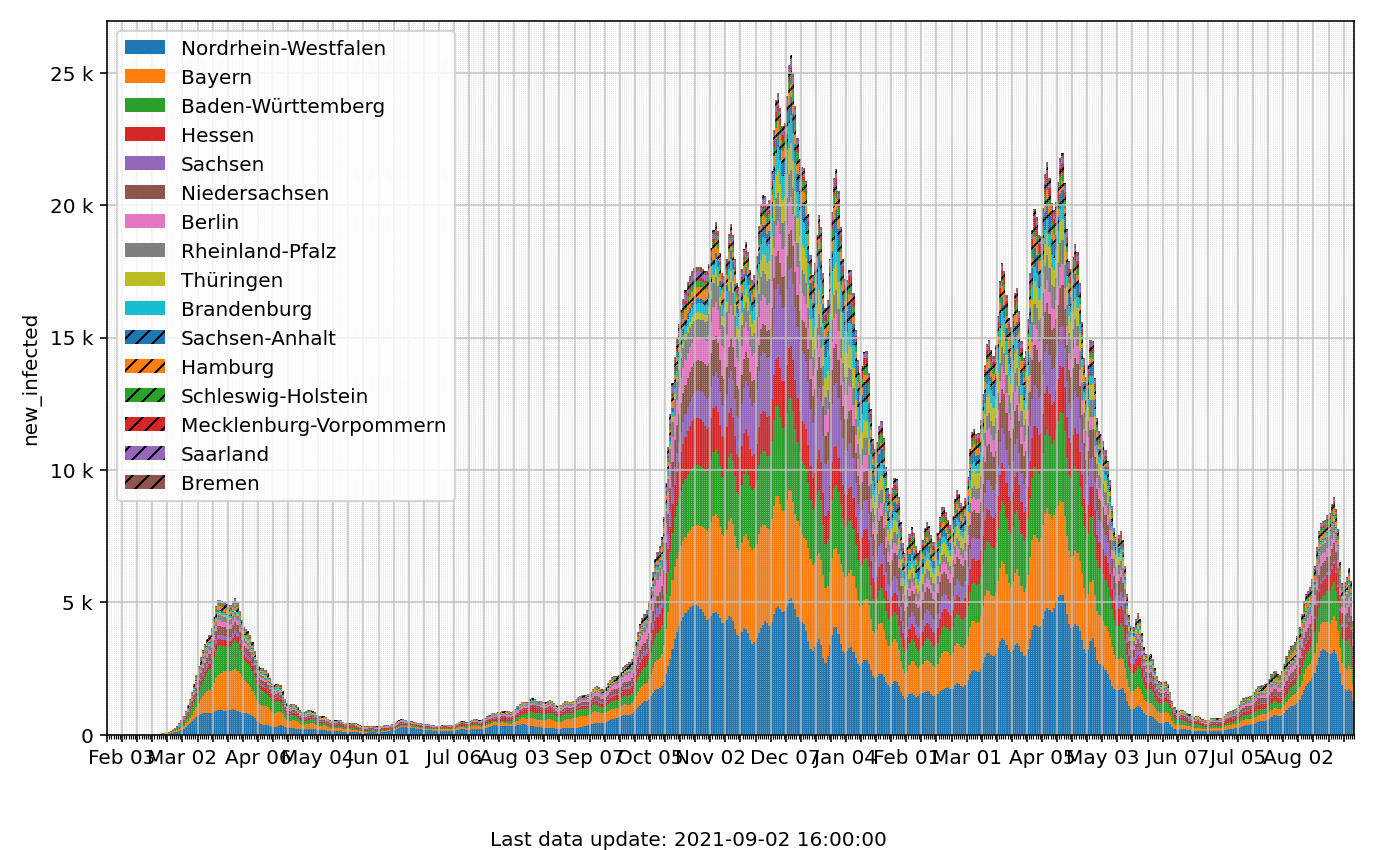 25 k
20 k
15 k
10 k
5 k
0
new_infected
Nordrhein-Westfalen
Bayern
Baden-Württemberg
Hessen
Sachsen
Niedersachsen
Berlin
Rheinland-Pfalz
Thüringen
Brandenburg
Sachsen-Anhalt
Hamburg
Schleswig-Holstein
Mecklenburg-Vorpommern
Saarland
Bremen
Feb 03 Mar 02 Apr 06 May 04 Jun 01 Jul 06 Aug 03 Sep 07 Oct 05 Nov 02 Dec 07 Jan 04 Feb 01 Mar 01 Apr 05 May 03 Jun 07 Jul 05 Aug 02
Last data update: 2021-09-02 16:00:00